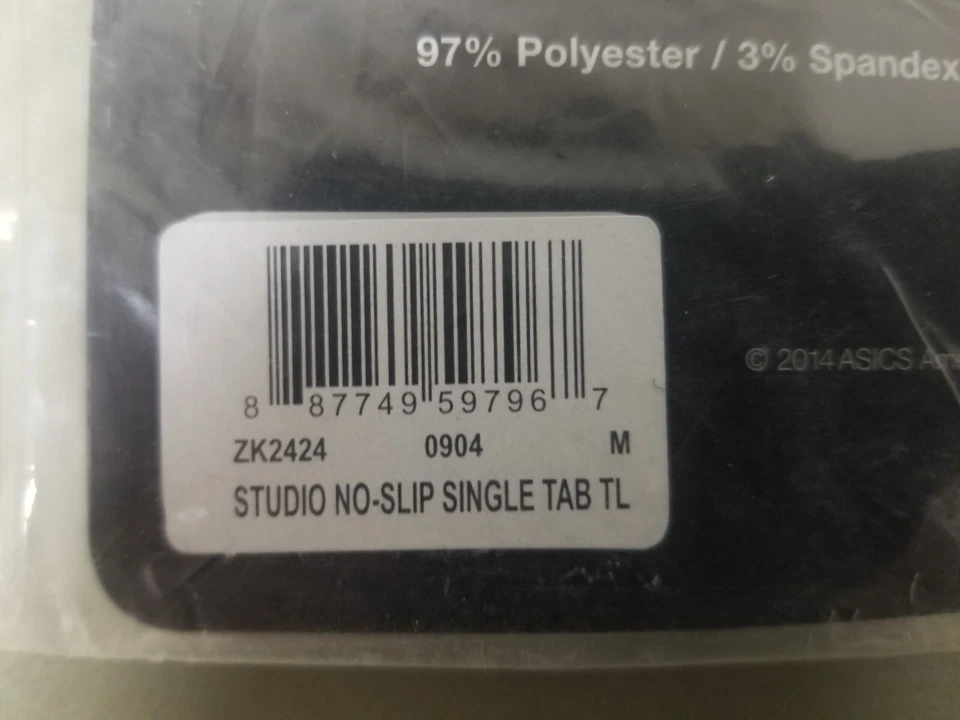 97% Polyester / 3% Spandex
© 2014 ASICS
8 87749 59796 7
ZK2424 0904 M
STUDIO NO-SLIP SINGLE TAB TL